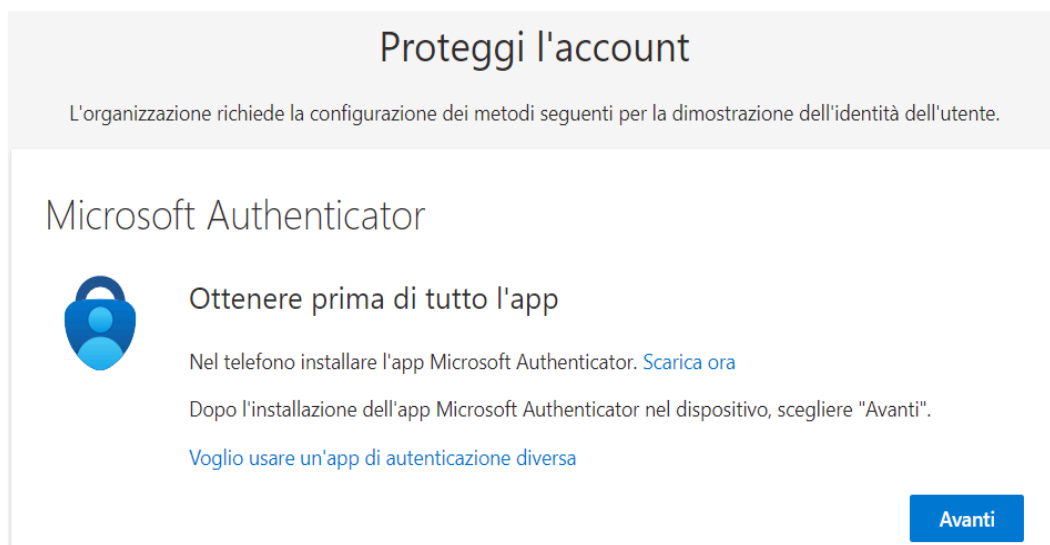 Proteggi l'account
L'organizzazione richiede la configurazione dei metodi seguenti per la dimostrazione dell'identità dell'utente.
Microsoft Authenticator
Ottenere prima di tutto l'app
Nel telefono installare l'app Microsoft Authenticator. Scarica ora
Dopo l'installazione dell'app Microsoft Authenticator nel dispositivo, scegliere "Avanti".
Voglio usare un'app di autenticazione diversa
Avanti